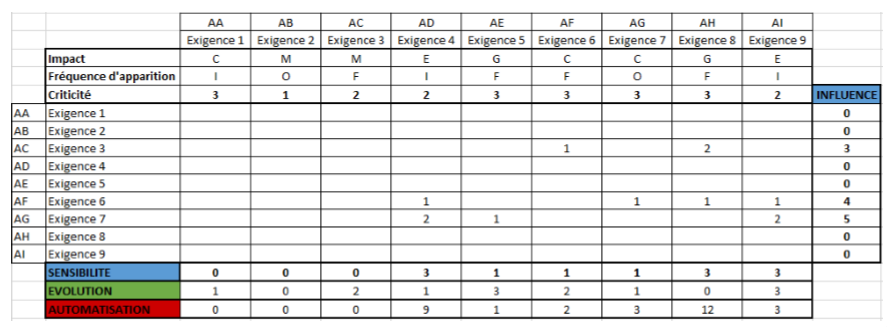 AA AB AC AD AE AF AG AH AI
Exigence 1 Exigence 2 Exigence 3 Exigence 4 Exigence 5 Exigence 6 Exigence 7 Exigence 8 Exigence 9
Impact C M M E G C C G E
Fréquence d'apparition I O F I F F O F I
Criticité 3 1 2 2 3 3 3 3 2 INFLUENCE
AA Exigence 1 0
AB Exigence 2 0
AC Exigence 3 1 2 3
AD Exigence 4 0
AE Exigence 5 0
AF Exigence 6 1 1 1 1 4
AG Exigence 7 2 1 2 5
AH Exigence 8 0
AI Exigence 9 0
SENSIBILITE 0 0 0 3 1 1 1 3 3
EVOLUTION 1 0 2 1 3 2 1 0 3
AUTOMATISATION 0 0 0 9 1 2 3 12 3